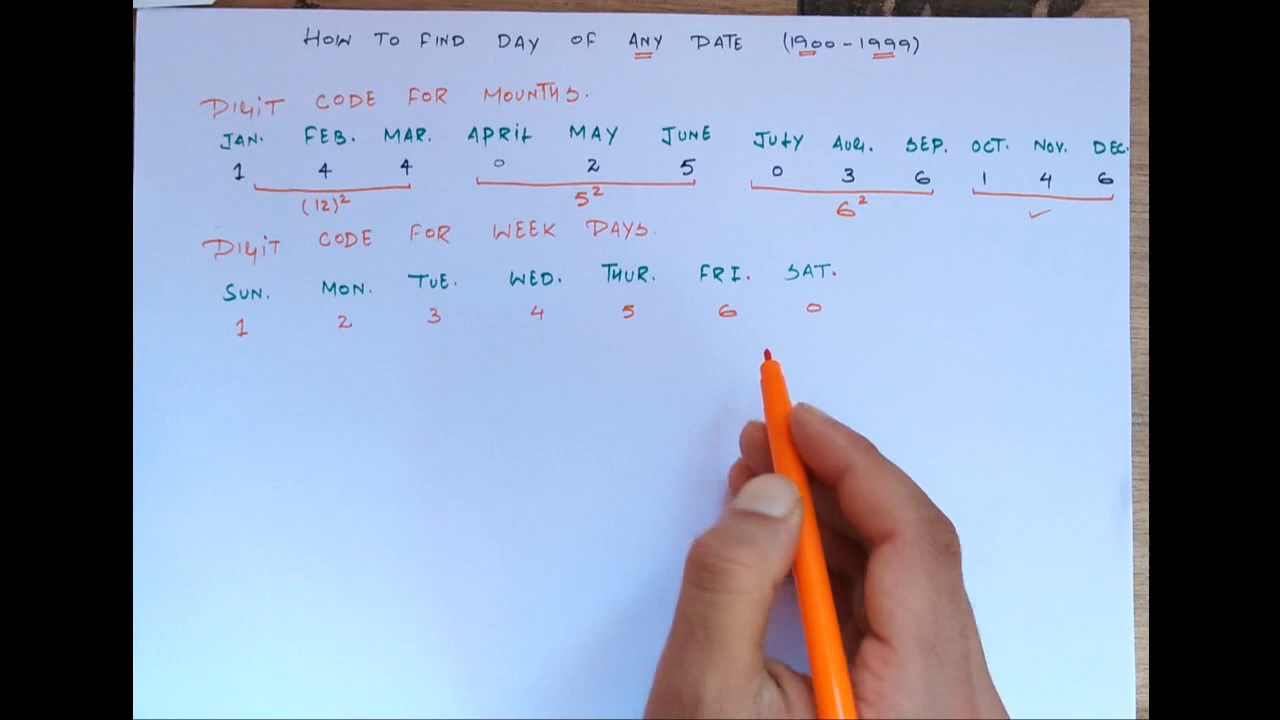 HOW TO FIND DAY OF ANY DATE (1900-1999)
DIGIT CODE FOR MOUNTHS.
JAN. FEB. MAR. APRIL MAY JUNE JULY AUG. SEP. OCT. NOV. DEC.
1 4 4 0 2 5 0 3 6 1 4 6
(12)² 5² 6² ✓
DIGIT CODE FOR WEEK DAYS.
SUN. MON. TUE. WED. THUR. FRI. SAT.
1 2 3 4 5 6 0